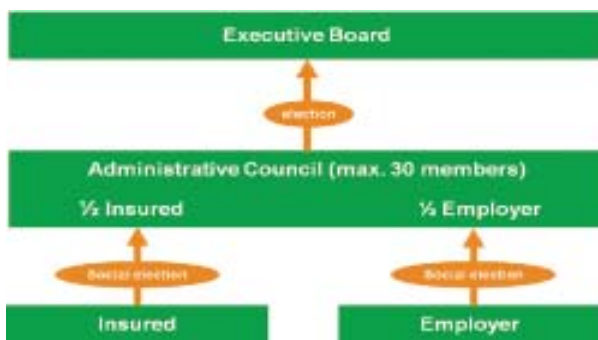 Executive Board
election
Administrative Council (max. 30 members)
½ Insured ½ Employer
Social election Social election
Insured Employer